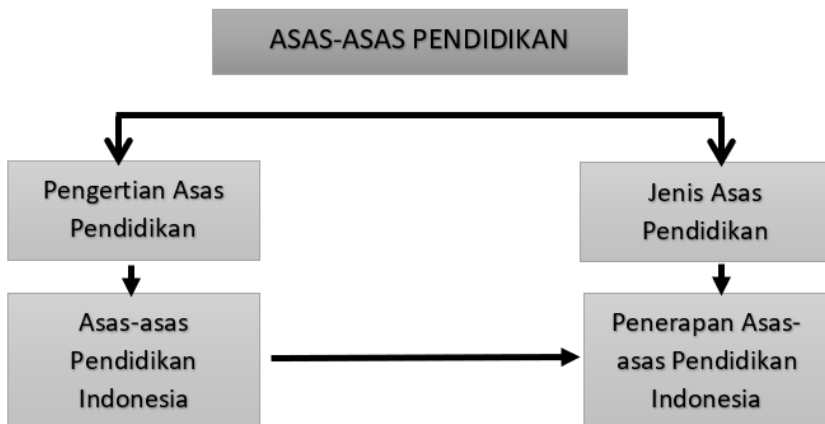 ASAS-ASAS PENDIDIKAN
Pengertian Asas
Pendidikan
Jenis Asas
Pendidikan
Asas-asas
Pendidikan
Indonesia
Penerapan Asas-
asas Pendidikan
Indonesia